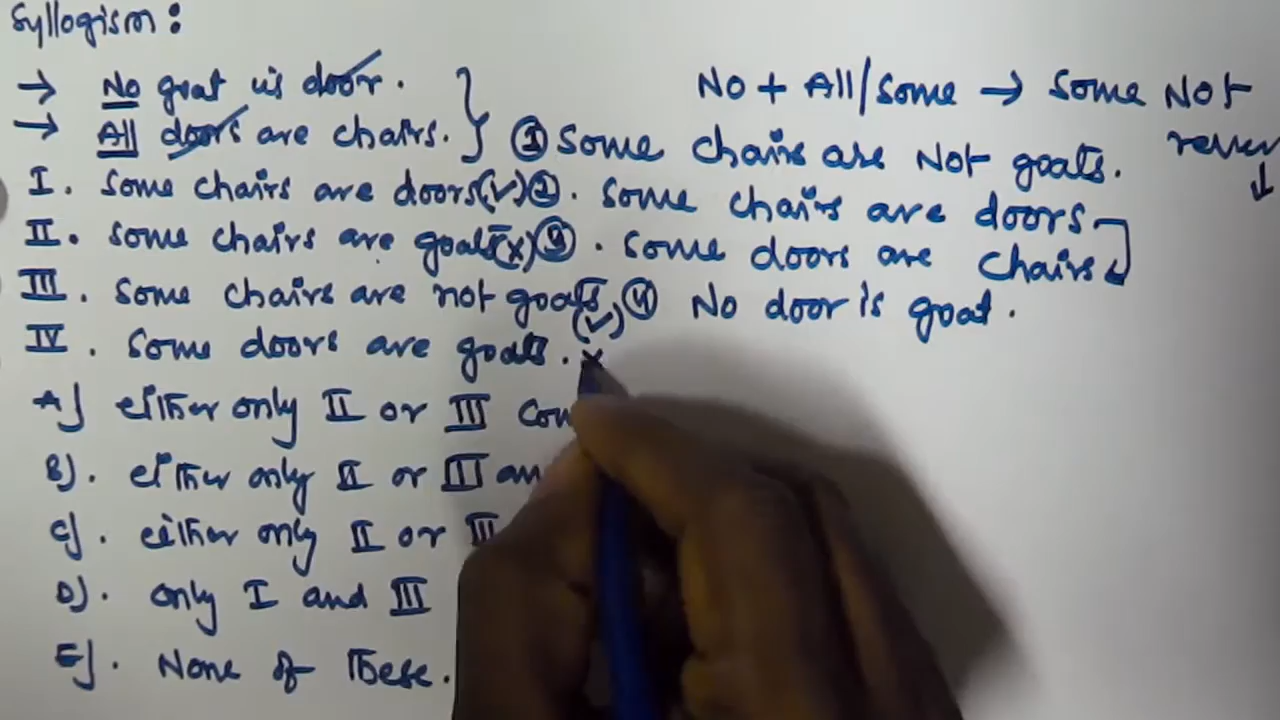 Syllogism :
→ No goat is door.
→ All doors are chairs.
No + All/Some → Some Not
① Some chairs are Not goats.
I. Some chairs are doors(✓) ②. Some chairs are doors
II. Some chairs are goats(x) ③. Some doors are chairs
III. Some chairs are not goats. (✓) ④ No door is goat.
IV. Some doors are goats. x
A) either only II or III
B). either only II or III
C). either only II or III
D). only I and III
E). None of these.